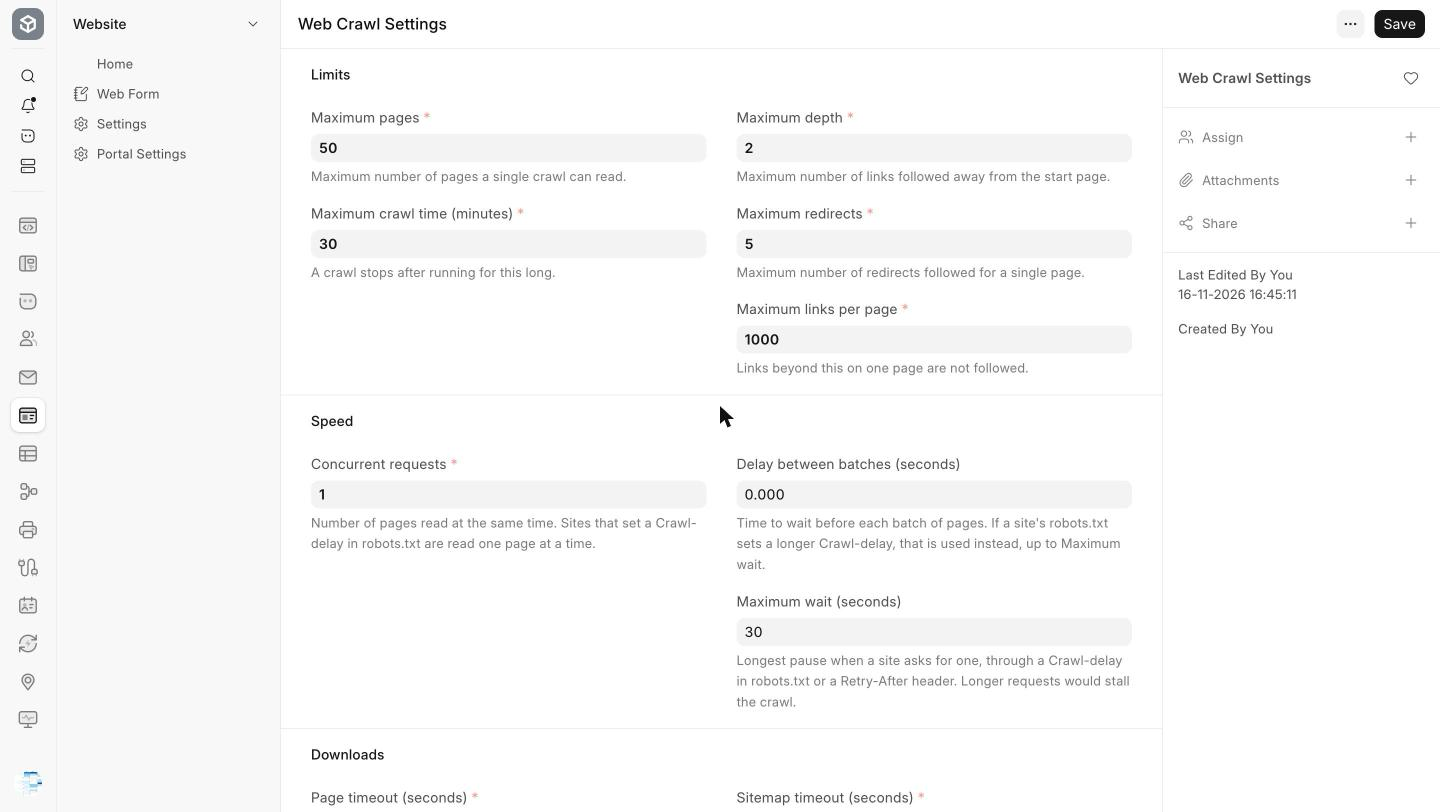 Website
Web Crawl Settings
Save
Home
Web Form
Settings
Portal Settings
Limits
Maximum pages *
50
Maximum number of pages a single crawl can read.
Maximum depth *
2
Maximum number of links followed away from the start page.
Maximum crawl time (minutes) *
30
A crawl stops after running for this long.
Maximum redirects *
5
Maximum number of redirects followed for a single page.
Maximum links per page *
1000
Links beyond this on one page are not followed.
Speed
Concurrent requests *
1
Number of pages read at the same time. Sites that set a Crawl-
delay in robots.txt are read one page at a time.
Delay between batches (seconds)
0.000
Time to wait before each batch of pages. If a site's robots.txt
sets a longer Crawl-delay, that is used instead, up to Maximum
wait.
Maximum wait (seconds)
30
Longest pause when a site asks for one, through a Crawl-delay
in robots.txt or a Retry-After header. Longer requests would stall
the crawl.
Downloads
Page timeout (seconds) *
Sitemap timeout (seconds) *
Web Crawl Settings
Assign
Attachments
Share
Last Edited By You
16-11-2026 16:45:11
Created By You